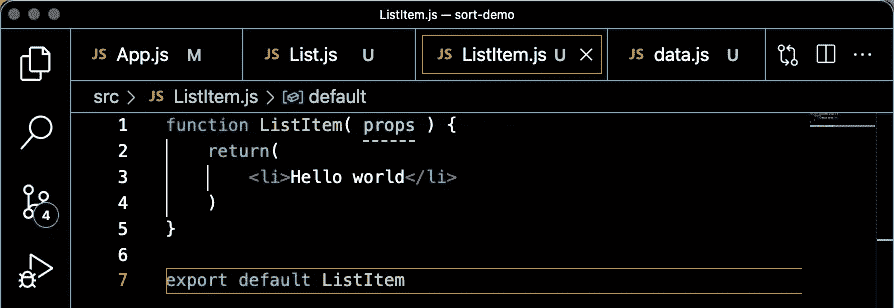 ListItem.js — sort-demo
JS App.js M
JS List.js U
JS ListItem.js U
JS data.js U
src > JS ListItem.js > default
1 function ListItem( props ) {
2 return(
3 <li>Hello world</li>
4 )
5 }
6
7 export default ListItem
4